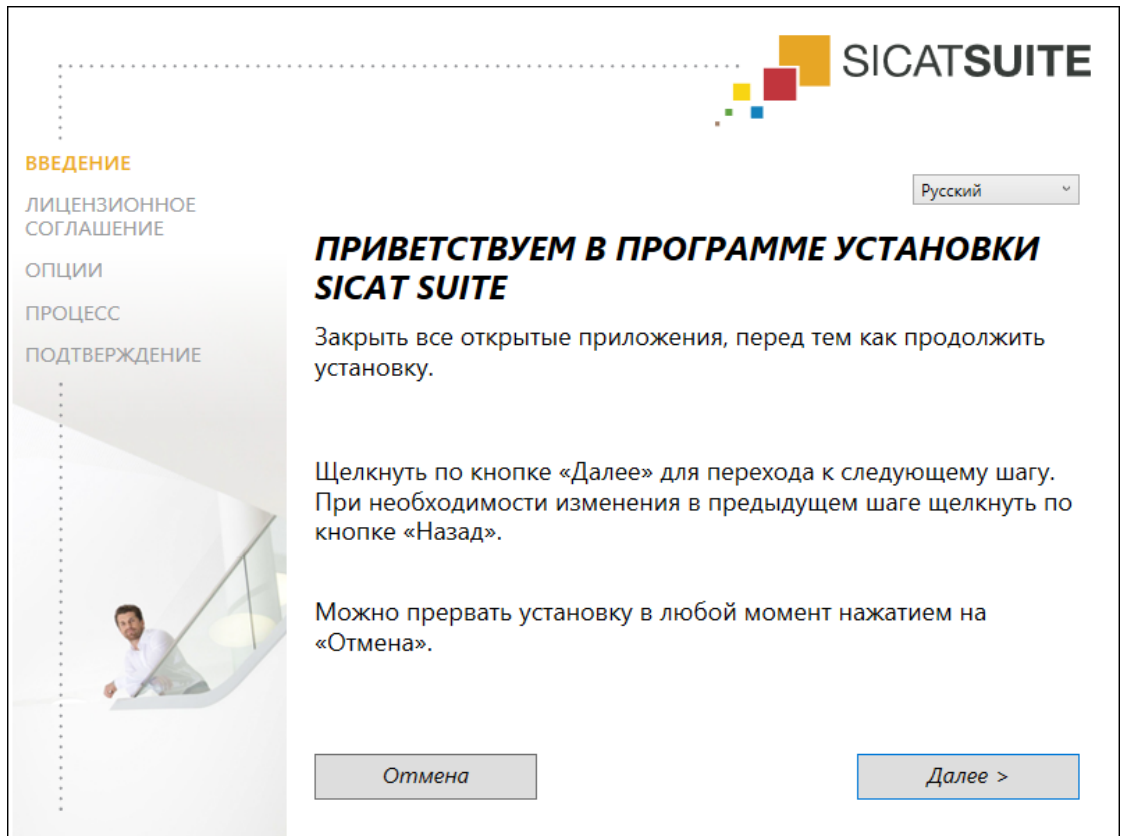 SICATSUITE
ВВЕДЕНИЕ
ЛИЦЕНЗИОННОЕ
СОГЛАШЕНИЕ
ОПЦИИ
ПРОЦЕСС
ПОДТВЕРЖДЕНИЕ
Русский
ПРИВЕТСТВУЕМ В ПРОГРАММЕ УСТАНОВКИ
SICAT SUITE
Закрыть все открытые приложения, перед тем как продолжить
установку.
Щелкнуть по кнопке «Далее» для перехода к следующему шагу.
При необходимости изменения в предыдущем шаге щелкнуть по
кнопке «Назад».
Можно прервать установку в любой момент нажатием на
«Отмена».
Отмена
Далее >